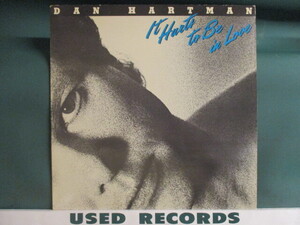 DAN HARTMAN
It Hurts
to Be
in Love
USED RECORDS